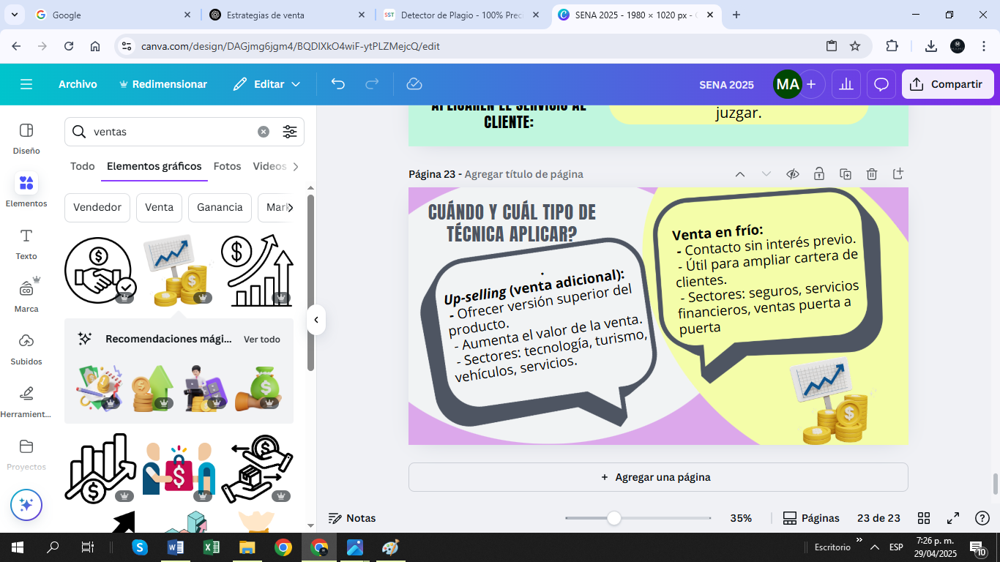 Google
Estrategias de venta
SST
Detector de Plagio - 100% Prec
SENA 2025 - 1980 × 1020 px -
canva.com/design/DAGjmg6jgm4/BQDIXkO4wiF-ytPLZMejcQ/edit
Archivo
Redimensionar
Editar
SENA 2025
MA
Compartir
Diseño
Elementos
Texto
Marca
Subidos
Herramient...
Proyectos
ventas
Todo
Elementos gráficos
Fotos
Videos
Vendedor
Venta
Ganancia
Mark
Recomendaciones mági...
Ver todo
APLICAREN EL SERVICIO AL
CLIENTE:
juzgar.
Página 23 - Agregar título de página
CUÁNDO Y CUÁL TIPO DE
TÉCNICA APLICAR?
.
Up-selling (venta adicional):
- Ofrecer versión superior del
producto.
- Aumenta el valor de la venta.
- Sectores: tecnología, turismo,
vehículos, servicios.
Venta en frío:
- Contacto sin interés previo.
- Útil para ampliar cartera de
clientes.
- Sectores: seguros, servicios
financieros, ventas puerta a
puerta
+ Agregar una página
Notas
35%
Páginas
23 de 23
Escritorio
ESP
7:26 p. m.
29/04/2025
10